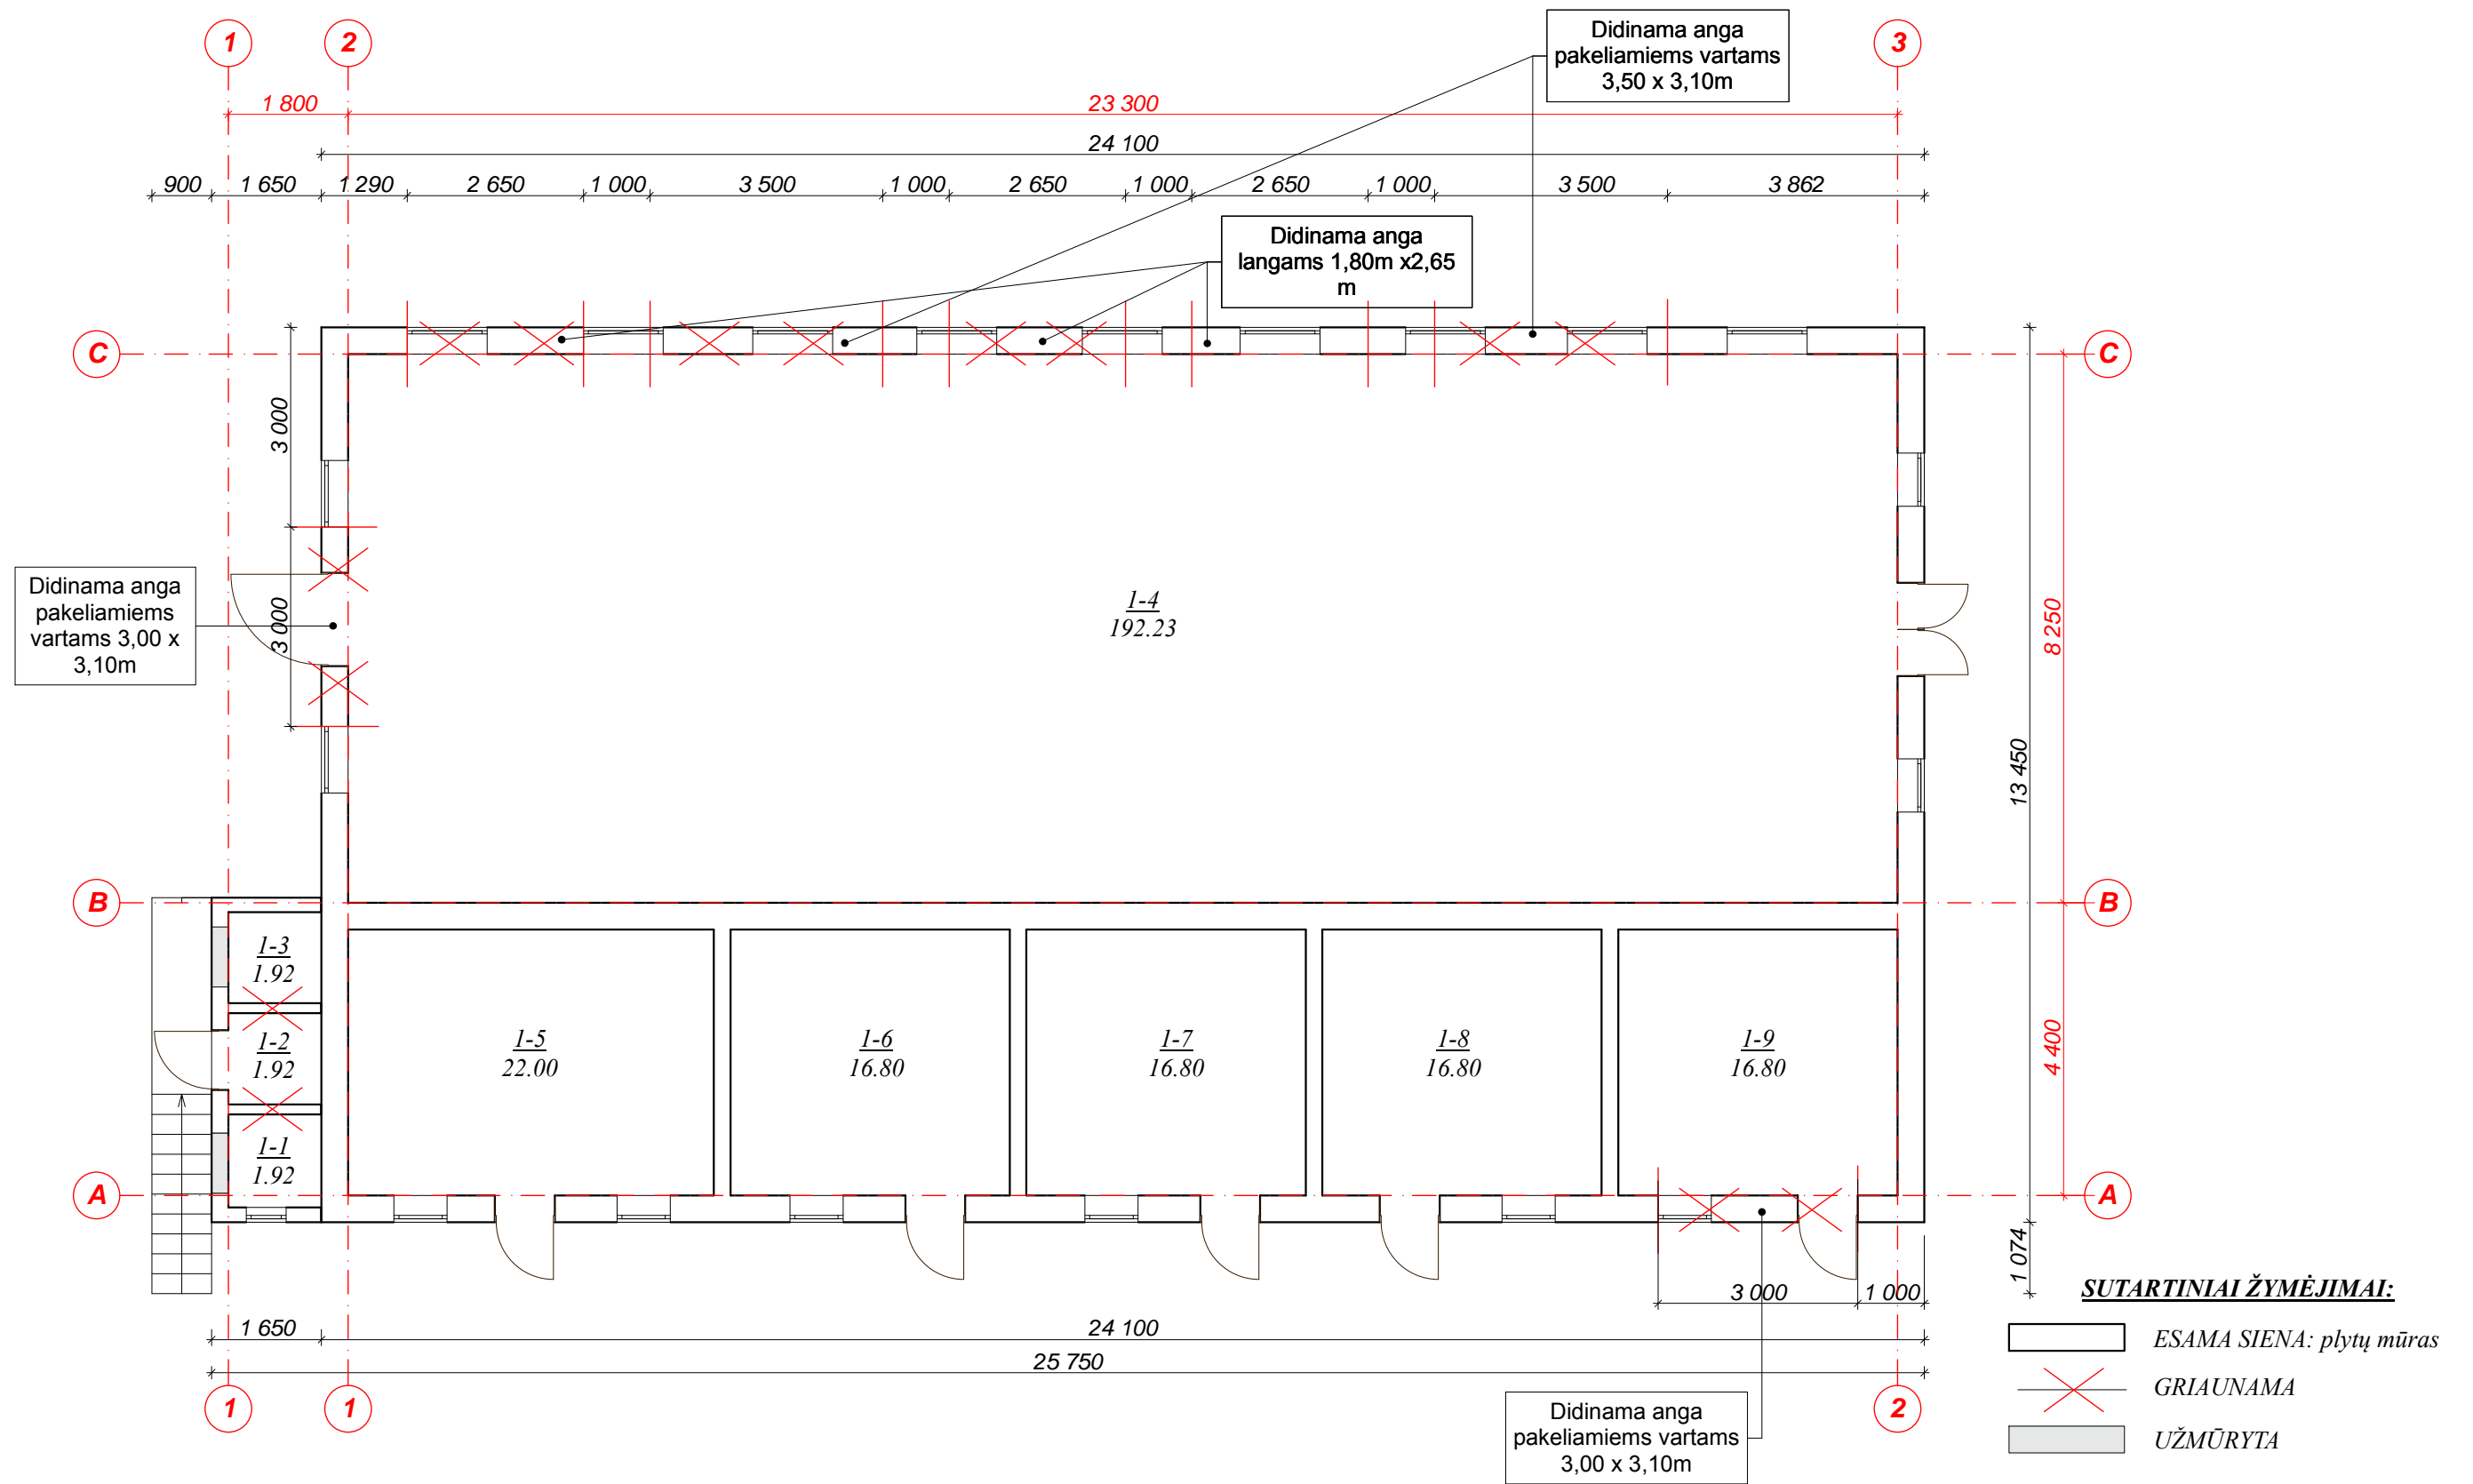 1
2
3
Didinama anga
pakeliamiems vartams
3,50 x 3,10m
1 800
23 300
24 100
900
1 650
1 290
2 650
1 000
3 500
1 000
2 650
1 000
2 650
1 000
3 500
3 862
Didinama anga
langams 1,80m x2,65
m
C
C
3 000
Didinama anga
pakeliamiems
vartams 3,00 x
3,10m
3 000
1-4
192.23
8 250
13 450
B
B
1-3
1.92
1-2
1.92
1-1
1.92
1-5
22.00
1-6
16.80
1-7
16.80
1-8
16.80
1-9
16.80
4 400
A
A
1 074
3 000
1 000
1 650
24 100
25 750
1
1
2
Didinama anga
pakeliamiems vartams
3,00 x 3,10m
SUTARTINIAI ŽYMĖJIMAI:
ESAMA SIENA: plytų mūras
GRIAUNAMA
UŽMŪRYTA